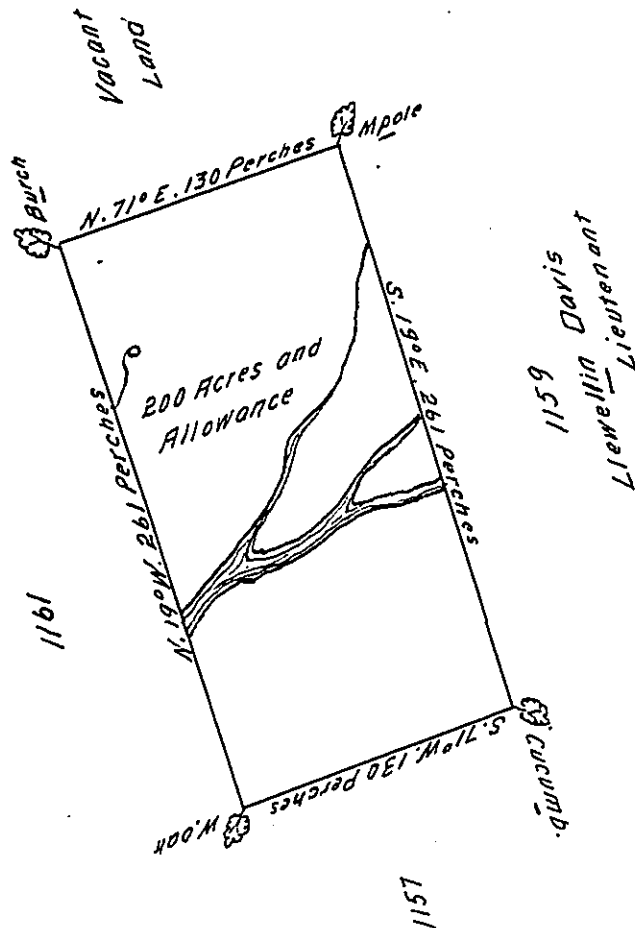 Vacant
Land
Burch
Mpole
N. 71° E. 130 Perches
S. 19° E. 261 Perches
200 Acres and
Allowance
N. 19° W. 261 Perches
1159
Llewellin Davis
Lieutenant
1161
S. 71° W. 130 Perches
W. oak
Cucumb.
1157